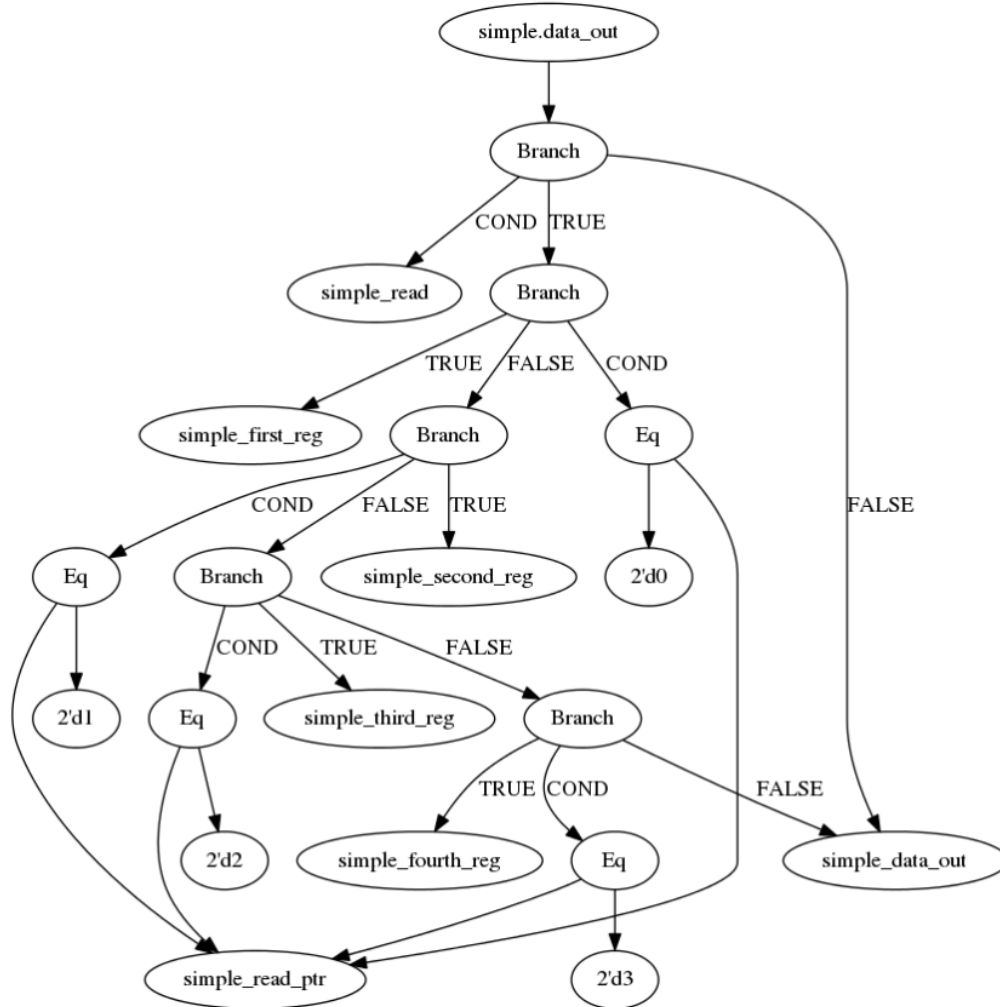 simple.data_out
Branch
COND
TRUE
simple_read
Branch
TRUE
FALSE
COND
simple_first_reg
Branch
Eq
COND
FALSE
TRUE
FALSE
Eq
Branch
simple_second_reg
2'd0
COND
TRUE
FALSE
2'd1
Eq
simple_third_reg
Branch
TRUE
COND
FALSE
2'd2
simple_fourth_reg
Eq
simple_data_out
simple_read_ptr
2'd3